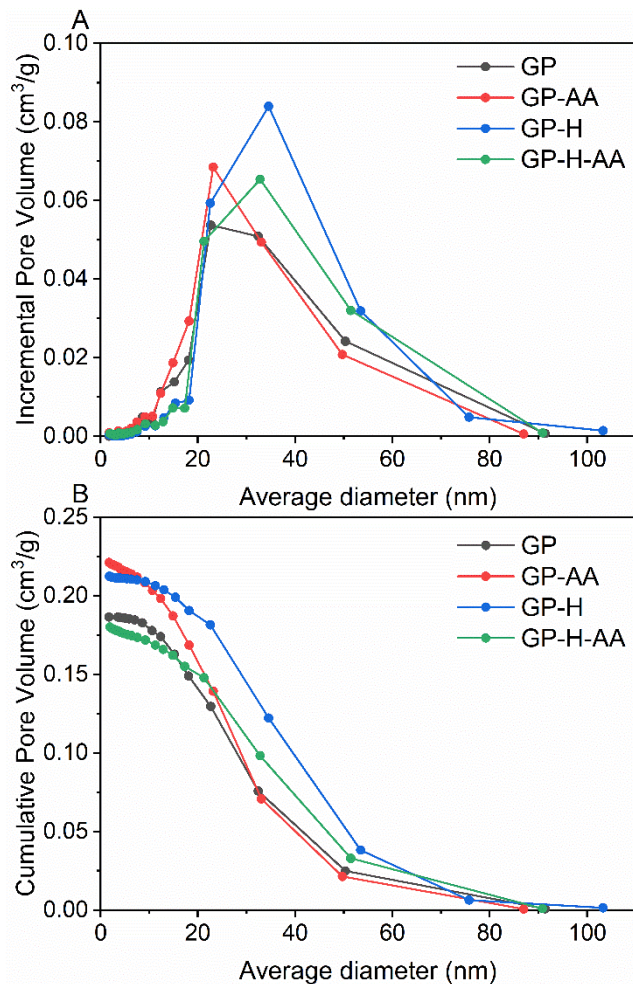 A
Incremental Pore Volume (cm³/g)
0.10
0.08
0.06
0.04
0.02
0.00
GP
GP-AA
GP-H
GP-H-AA
0 20 40 60 80 100
Average diameter (nm)
B
Cumulative Pore Volume (cm³/g)
0.25
0.20
0.15
0.10
0.05
0.00
GP
GP-AA
GP-H
GP-H-AA
0 20 40 60 80 100
Average diameter (nm)